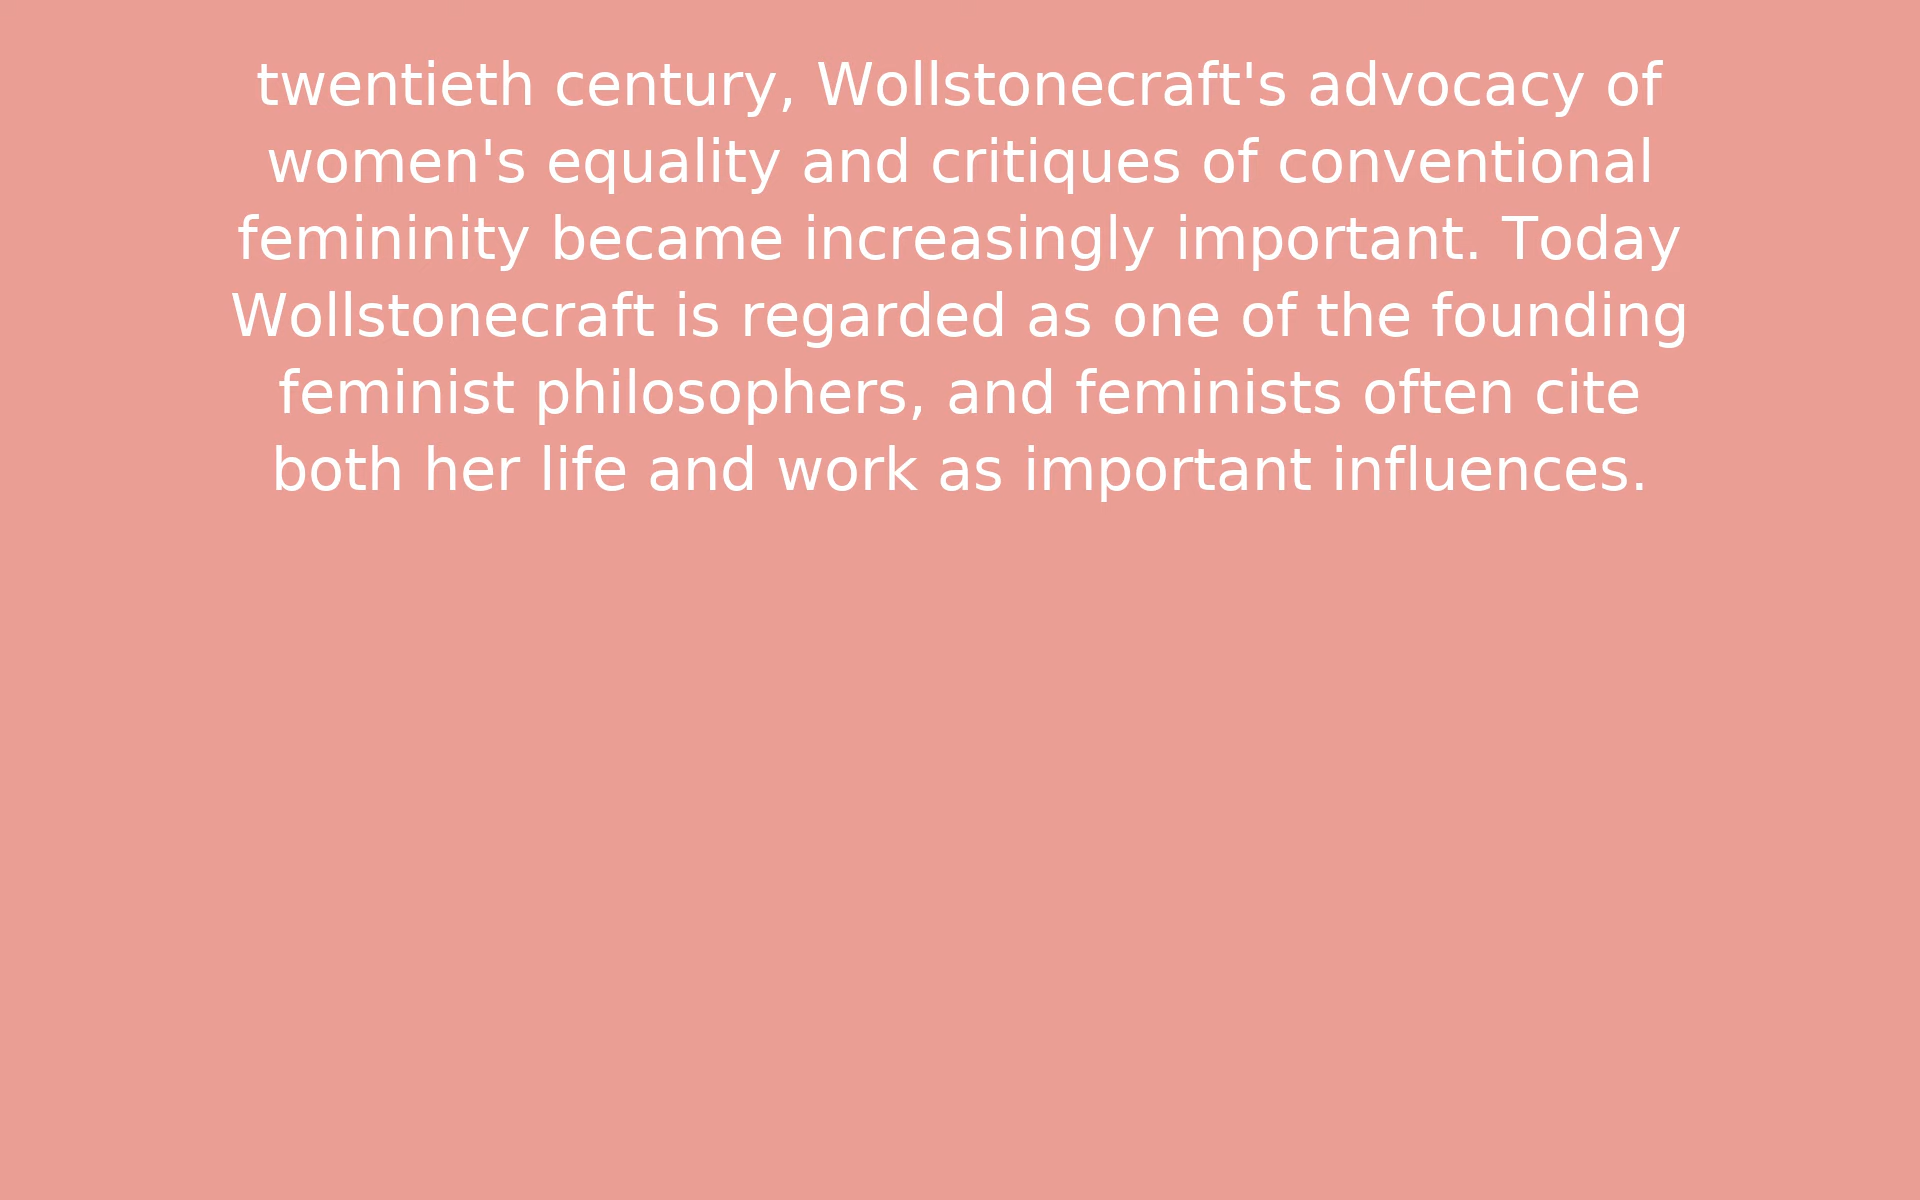 twentieth century, Wollstonecraft's advocacy of
women's equality and critiques of conventional
femininity became increasingly important. Today
Wollstonecraft is regarded as one of the founding
feminist philosophers, and feminists often cite
both her life and work as important influences.